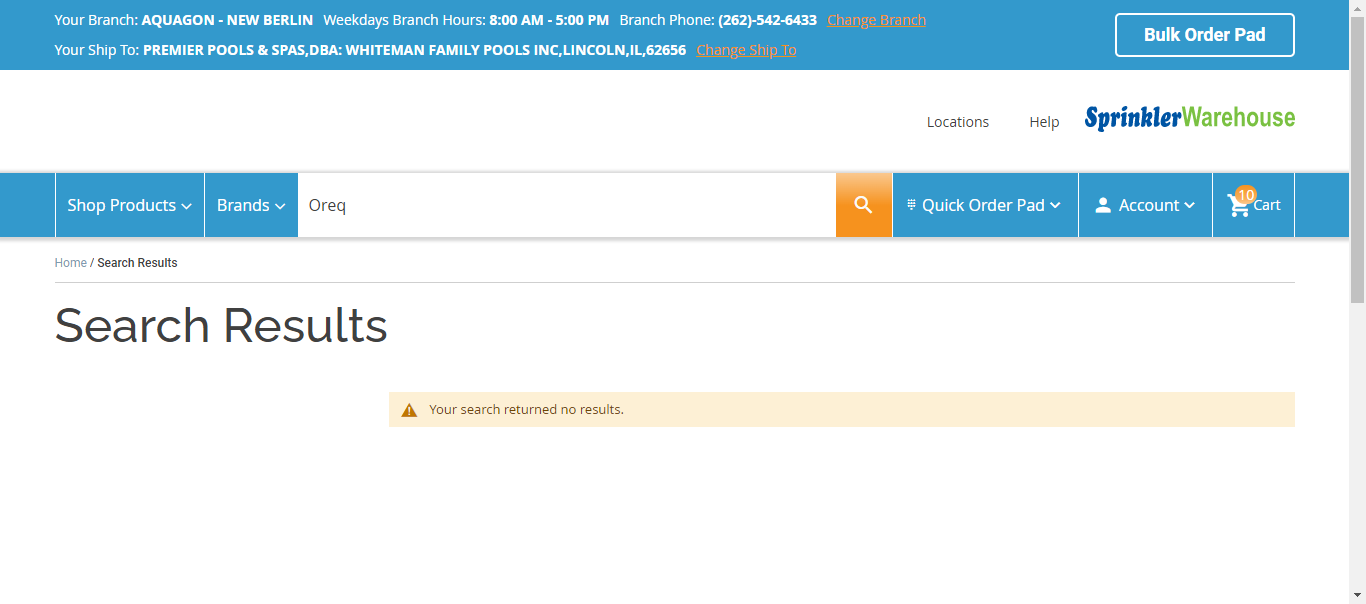 Your Branch: AQUAGON - NEW BERLIN Weekdays Branch Hours: 8:00 AM - 5:00 PM Branch Phone: (262)-542-6433 Change Branch
Your Ship To: PREMIER POOLS & SPAS,DBA: WHITEMAN FAMILY POOLS INC,LINCOLN,IL,62656 Change Ship To
Bulk Order Pad
Locations Help SprinklerWarehouse
Shop Products Brands Oreq Quick Order Pad Account 10 Cart
Home / Search Results
Search Results
Your search returned no results.